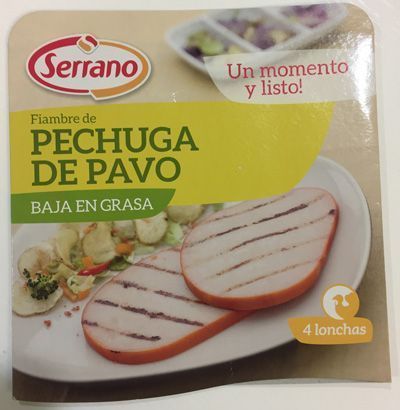 Serrano
Un momento
y listo!
Fiambre de
PECHUGA
DE PAVO
BAJA EN GRASA
4 lonchas